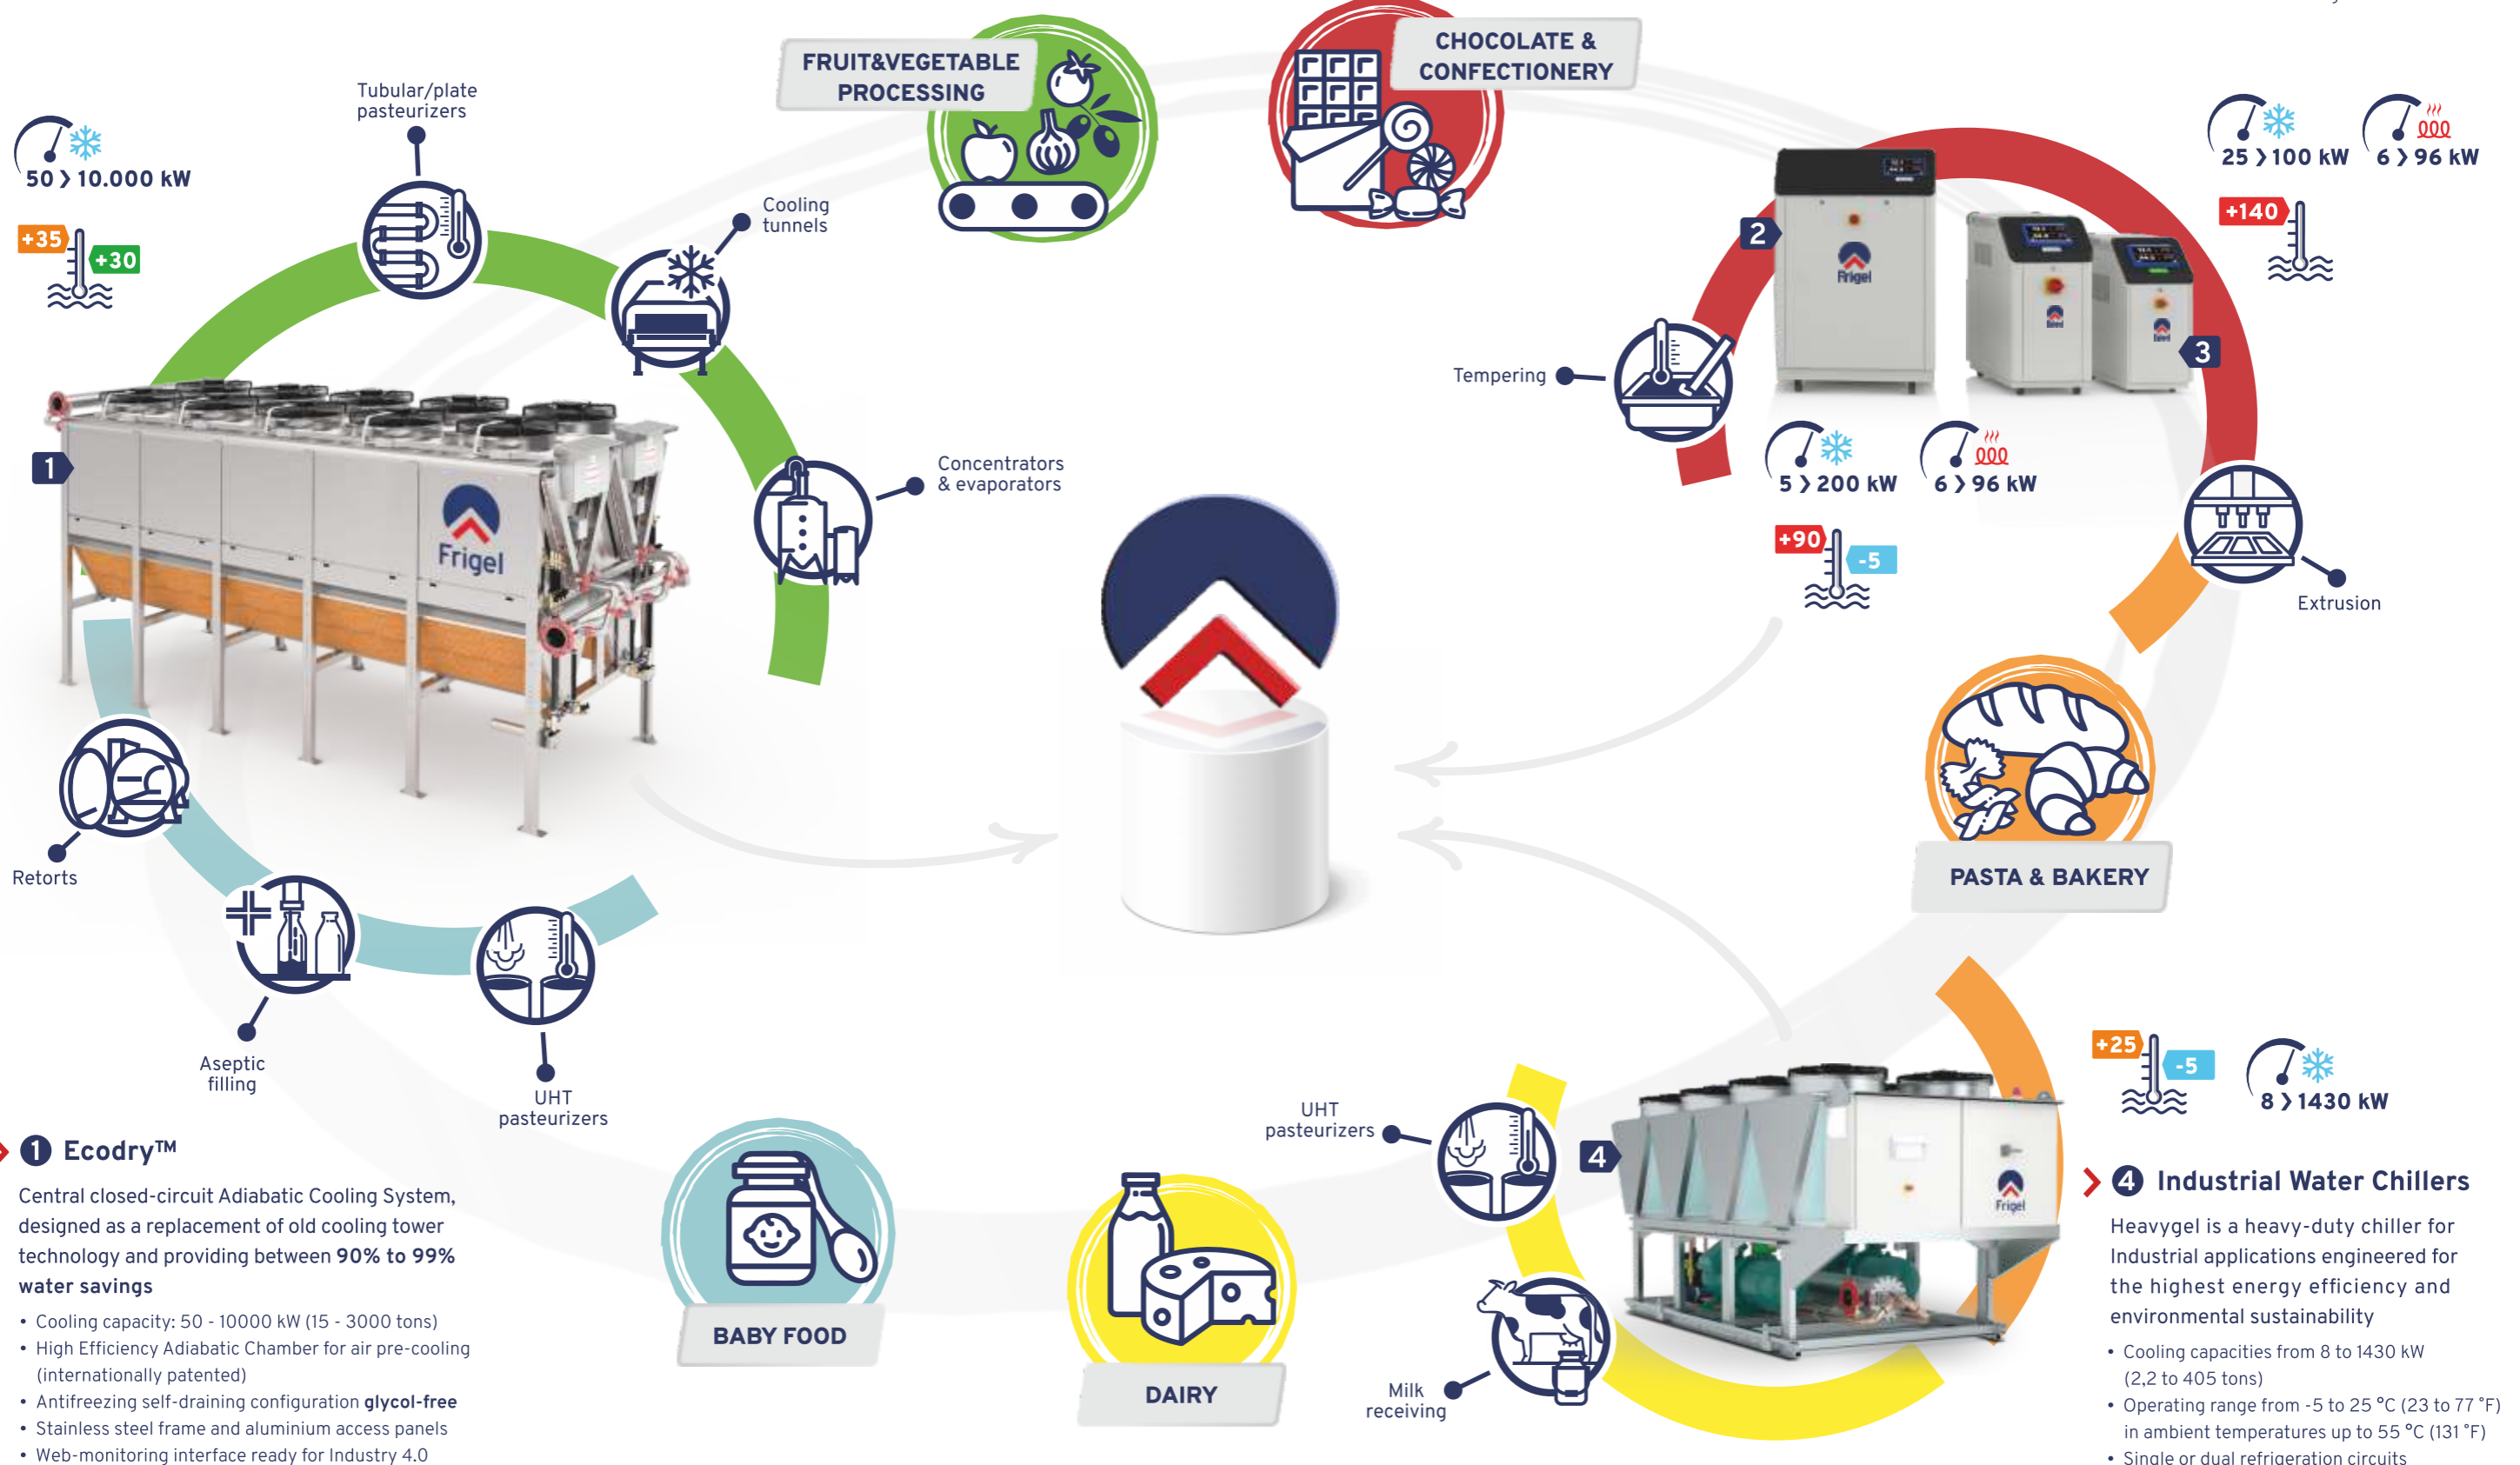 FRUIT&VEGETABLE
PROCESSING
CHOCOLATE &
CONFECTIONERY
50 ❯ 10.000 kW
+35
+30
Tubular/plate
pasteurizers
Cooling
tunnels
Concentrators
& evaporators
1
Frigel
25 ❯ 100 kW
6 ❯ 96 kW
+140
2
Frigel
3
Tempering
5 ❯ 200 kW
6 ❯ 96 kW
+90
-5
Extrusion
PASTA & BAKERY
Retorts
Aseptic
filling
UHT
pasteurizers
BABY FOOD
DAIRY
UHT
pasteurizers
Milk
receiving
4
Frigel
+25
-5
8 ❯ 1430 kW
1 Ecodry™
Central closed-circuit Adiabatic Cooling System,
designed as a replacement of old cooling tower
technology and providing between 90% to 99%
water savings
• Cooling capacity: 50 - 10000 kW (15 - 3000 tons)
• High Efficiency Adiabatic Chamber for air pre-cooling
(internationally patented)
• Antifreezing self-draining configuration glycol-free
• Stainless steel frame and aluminium access panels
• Web-monitoring interface ready for Industry 4.0
4 Industrial Water Chillers
Heavygel is a heavy-duty chiller for
Industrial applications engineered for
the highest energy efficiency and
environmental sustainability
• Cooling capacities from 8 to 1430 kW
(2,2 to 405 tons)
• Operating range from -5 to 25 °C (23 to 77 °F)
in ambient temperatures up to 55 °C (131 °F)
• Single or dual refrigeration circuits